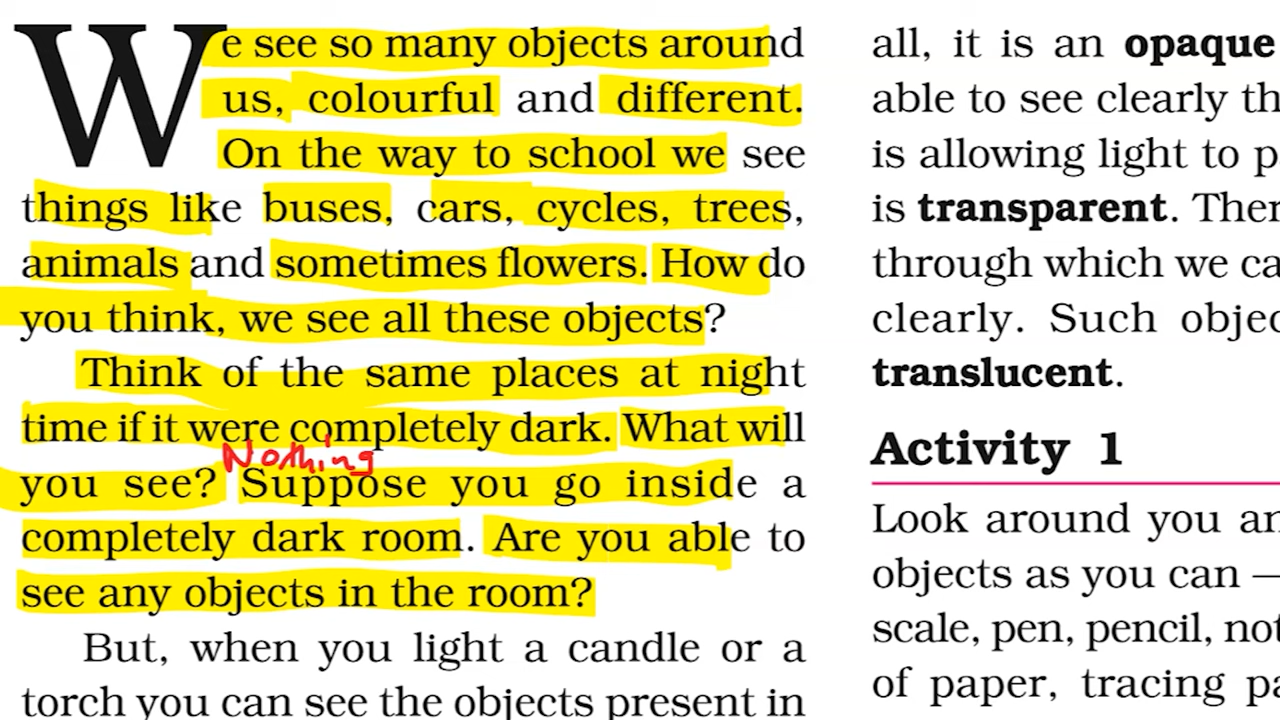 We see so many objects around
us, colourful and different.
On the way to school we see
things like buses, cars, cycles, trees,
animals and sometimes flowers. How do
you think, we see all these objects?
Think of the same places at night
time if it were completely dark. What will
Nothing
you see? Suppose you go inside a
completely dark room. Are you able to
see any objects in the room?
But, when you light a candle or a
torch you can see the objects present in
all, it is an opaque
able to see clearly th
is allowing light to p
is transparent. Ther
through which we ca
clearly. Such objec
translucent.
Activity 1
Look around you an
objects as you can —
scale, pen, pencil, not
of paper, tracing pa